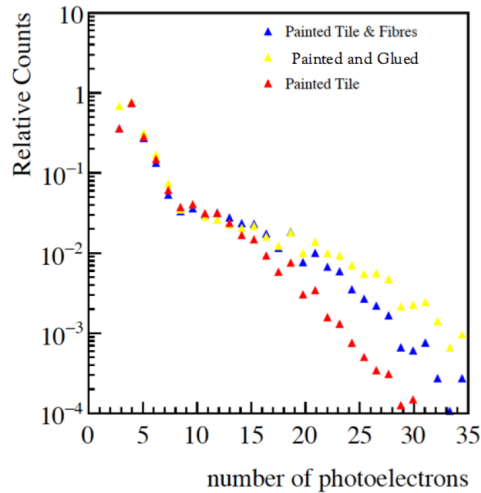 10
Painted Tile & Fibres
Painted and Glued
Painted Tile
Relative Counts
1
10⁻¹
10⁻²
10⁻³
10⁻⁴
0 5 10 15 20 25 30 35
number of photoelectrons